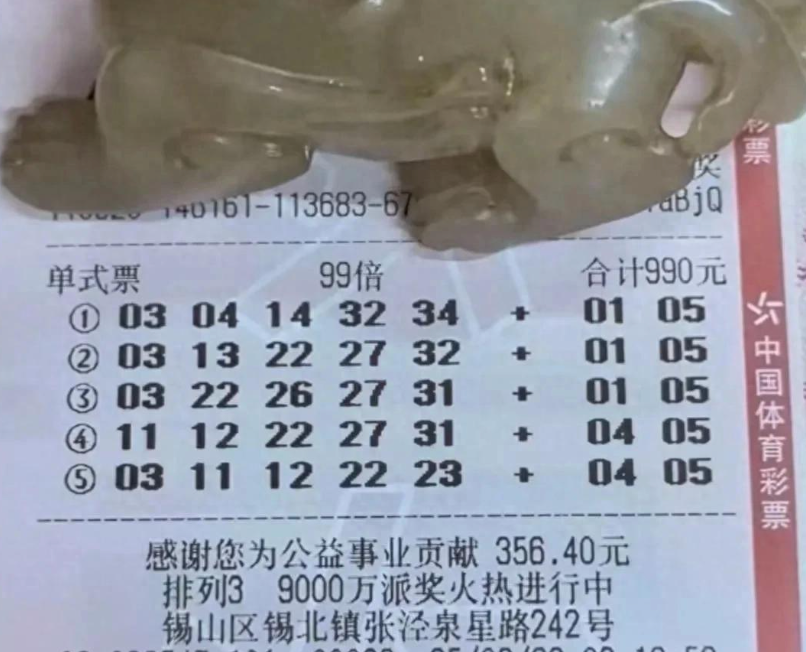 彩票
奖
146161-113683-67
aBjQ
单式票 99倍 合计990元
① 03 04 14 32 34 + 01 05
② 03 13 22 27 32 + 01 05
③ 03 22 26 27 31 + 01 05
④ 11 12 22 27 31 + 04 05
⑤ 03 11 12 22 23 + 04 05
中国体育彩票
感谢您为公益事业贡献 356.40元
排列3 9000万派奖火热进行中
锡山区锡北镇张泾泉星路242号